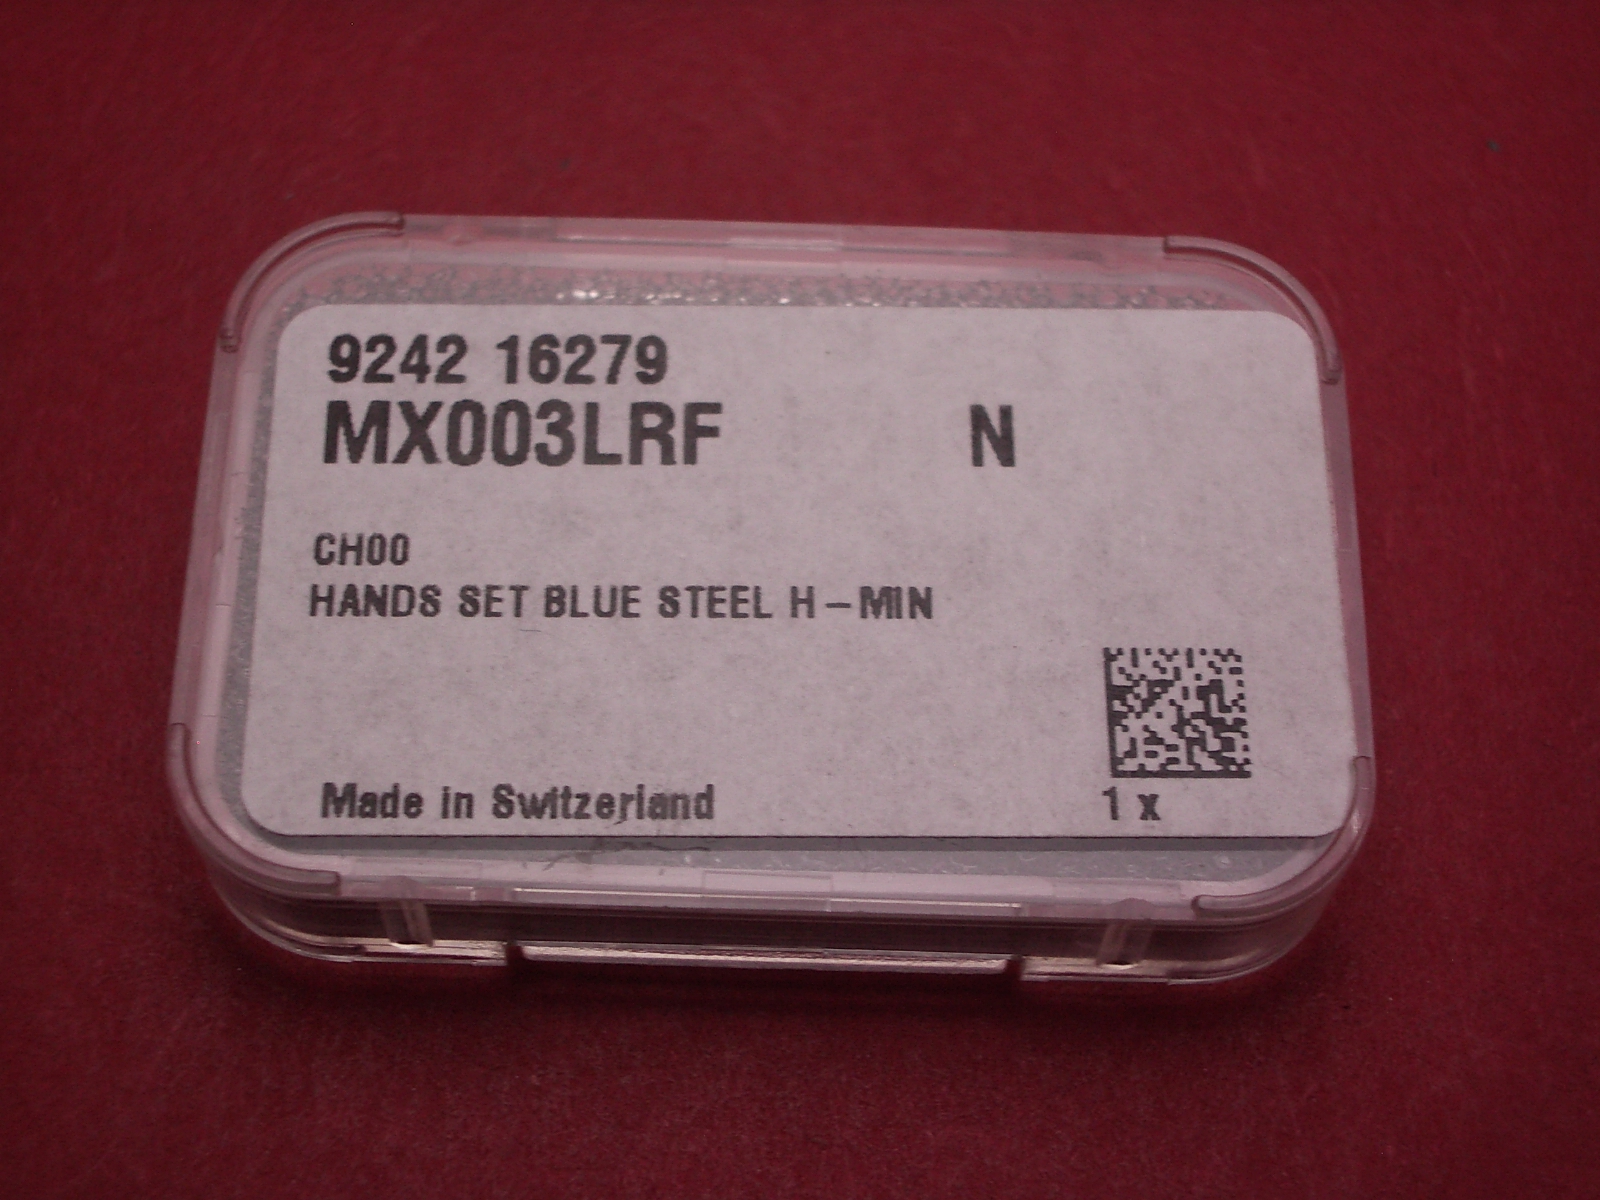 9242 16279
MX003LRF N
CH00
HANDS SET BLUE STEEL H-MIN
Made in Switzerland
1 x